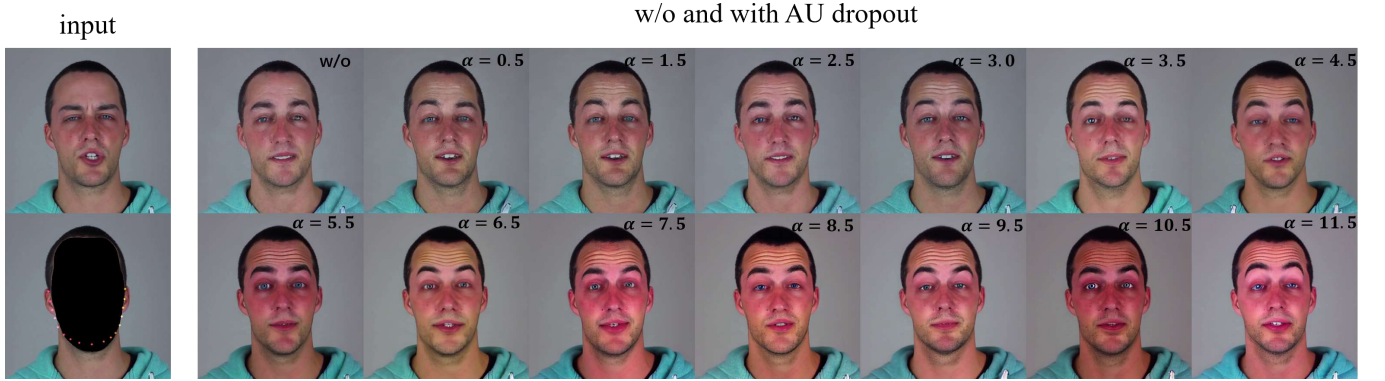 input
w/o and with AU dropout
w/o
α = 0.5
α = 1.5
α = 2.5
α = 3.0
α = 3.5
α = 4.5
α = 5.5
α = 6.5
α = 7.5
α = 8.5
α = 9.5
α = 10.5
α = 11.5